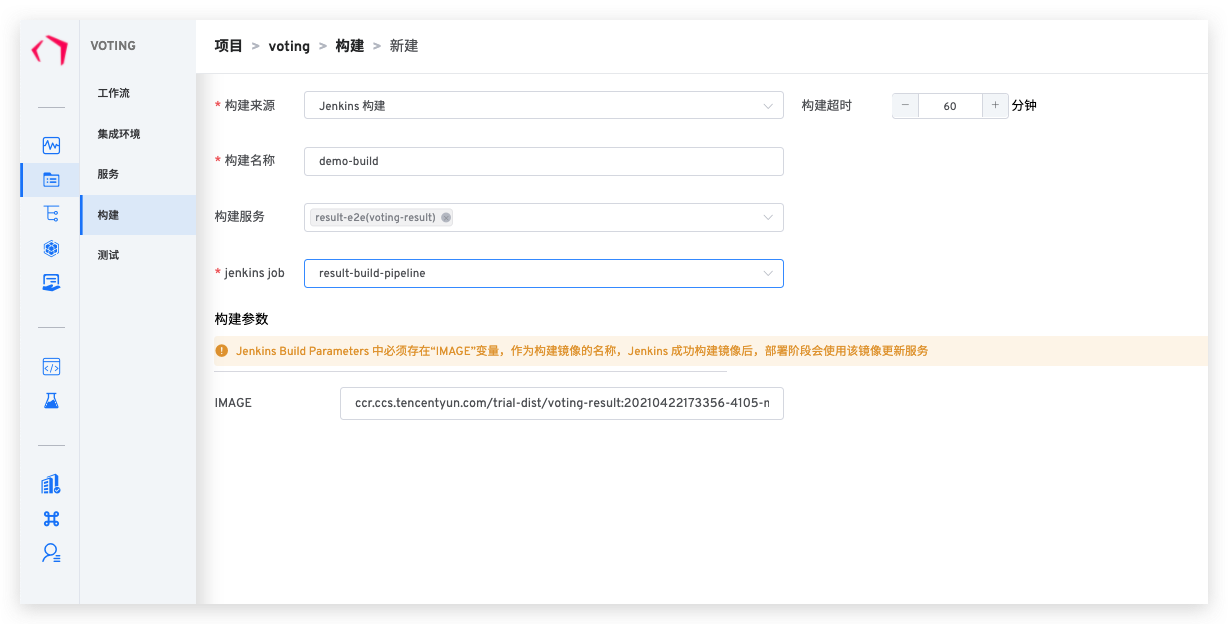 VOTING
工作流
集成环境
服务
构建
测试
项目 > voting > 构建 > 新建
* 构建来源 Jenkins 构建 构建超时 − 60 + 分钟
* 构建名称 demo-build
构建服务 result-e2e(voting-result)
* jenkins job result-build-pipeline
构建参数
Jenkins Build Parameters 中必须存在“IMAGE”变量，作为构建镜像的名称，Jenkins 成功构建镜像后，部署阶段会使用该镜像更新服务
IMAGE ccr.ccs.tencentyun.com/trial-dist/voting-result:20210422173356-4105-